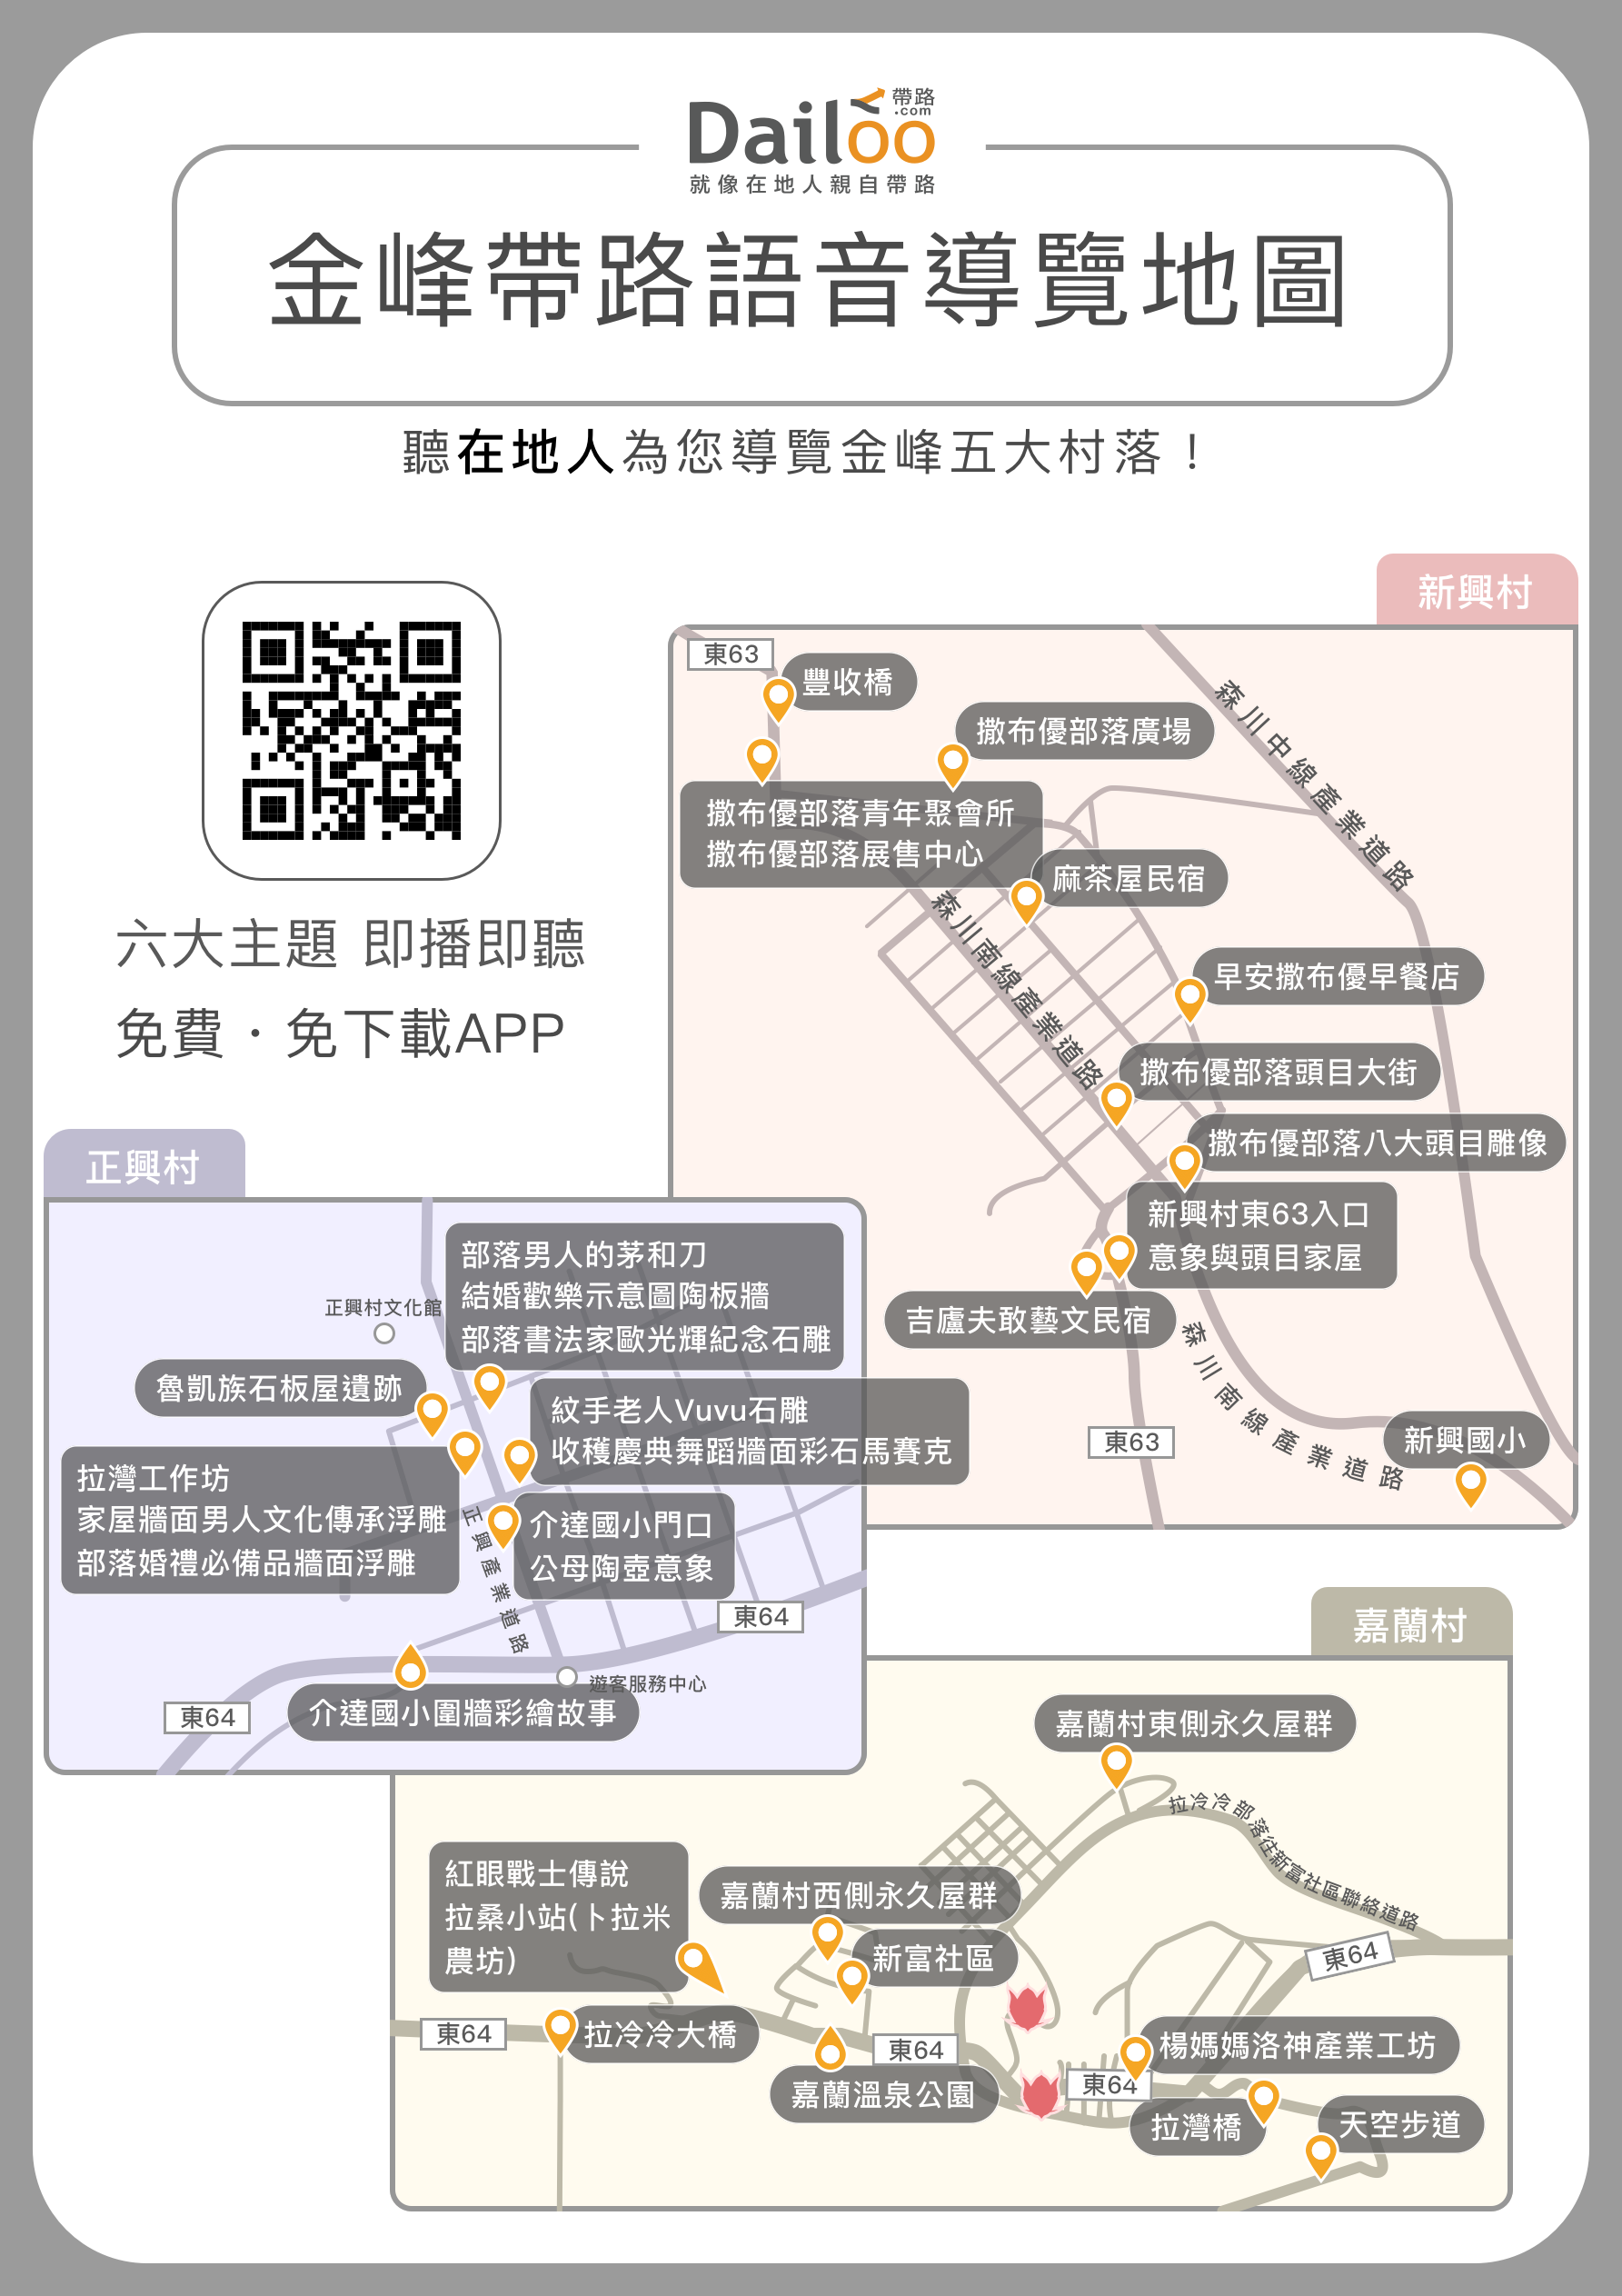 Dailoo
帶路
.com
就像在地人親自帶路
金峰帶路語音導覽地圖
聽在地人為您導覽金峰五大村落！
六大主題 即播即聽
免費·免下載APP
新興村
東63
豐收橋
撒布優部落廣場
森川中線產業道路
撒布優部落青年聚會所
撒布優部落展售中心
麻茶屋民宿
森川南線產業道路
早安撒布優早餐店
撒布優部落頭目大街
撒布優部落八大頭目雕像
新興村東63入口
意象與頭目家屋
吉廬夫敢藝文民宿
森川南線產業道路
東63
新興國小
正興村
部落男人的茅和刀
結婚歡樂示意圖陶板牆
部落書法家歐光輝紀念石雕
正興村文化館
魯凱族石板屋遺跡
紋手老人Vuvu石雕
收穫慶典舞蹈牆面彩石馬賽克
拉灣工作坊
家屋牆面男人文化傳承浮雕
部落婚禮必備品牆面浮雕
正興產業道路
介達國小門口
公母陶壺意象
東64
遊客服務中心
東64
介達國小圍牆彩繪故事
嘉蘭村
嘉蘭村東側永久屋群
拉冷冷部落往新富社區聯絡道路
紅眼戰士傳說
拉桑小站(卜拉米
農坊)
嘉蘭村西側永久屋群
新富社區
東64
東64
拉冷冷大橋
東64
嘉蘭溫泉公園
楊媽媽洛神產業工坊
東64
拉灣橋
天空步道